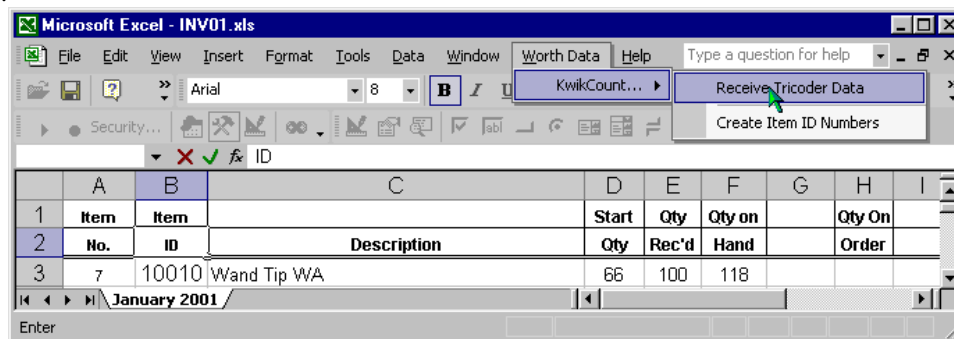 Microsoft Excel - INV01.xls
File Edit View Insert Format Tools Data Window Worth Data Help Type a question for help
Arial 8 B I U KwikCount... Receive Tricoder Data
Security... ab Create Item ID Numbers
fx ID
A B C D E F G H I
1 Item Item Start Qty Qty on Qty On
2 No. ID Description Qty Rec'd Hand Order
3 7 10010 Wand Tip WA 66 100 118
January 2001
Enter